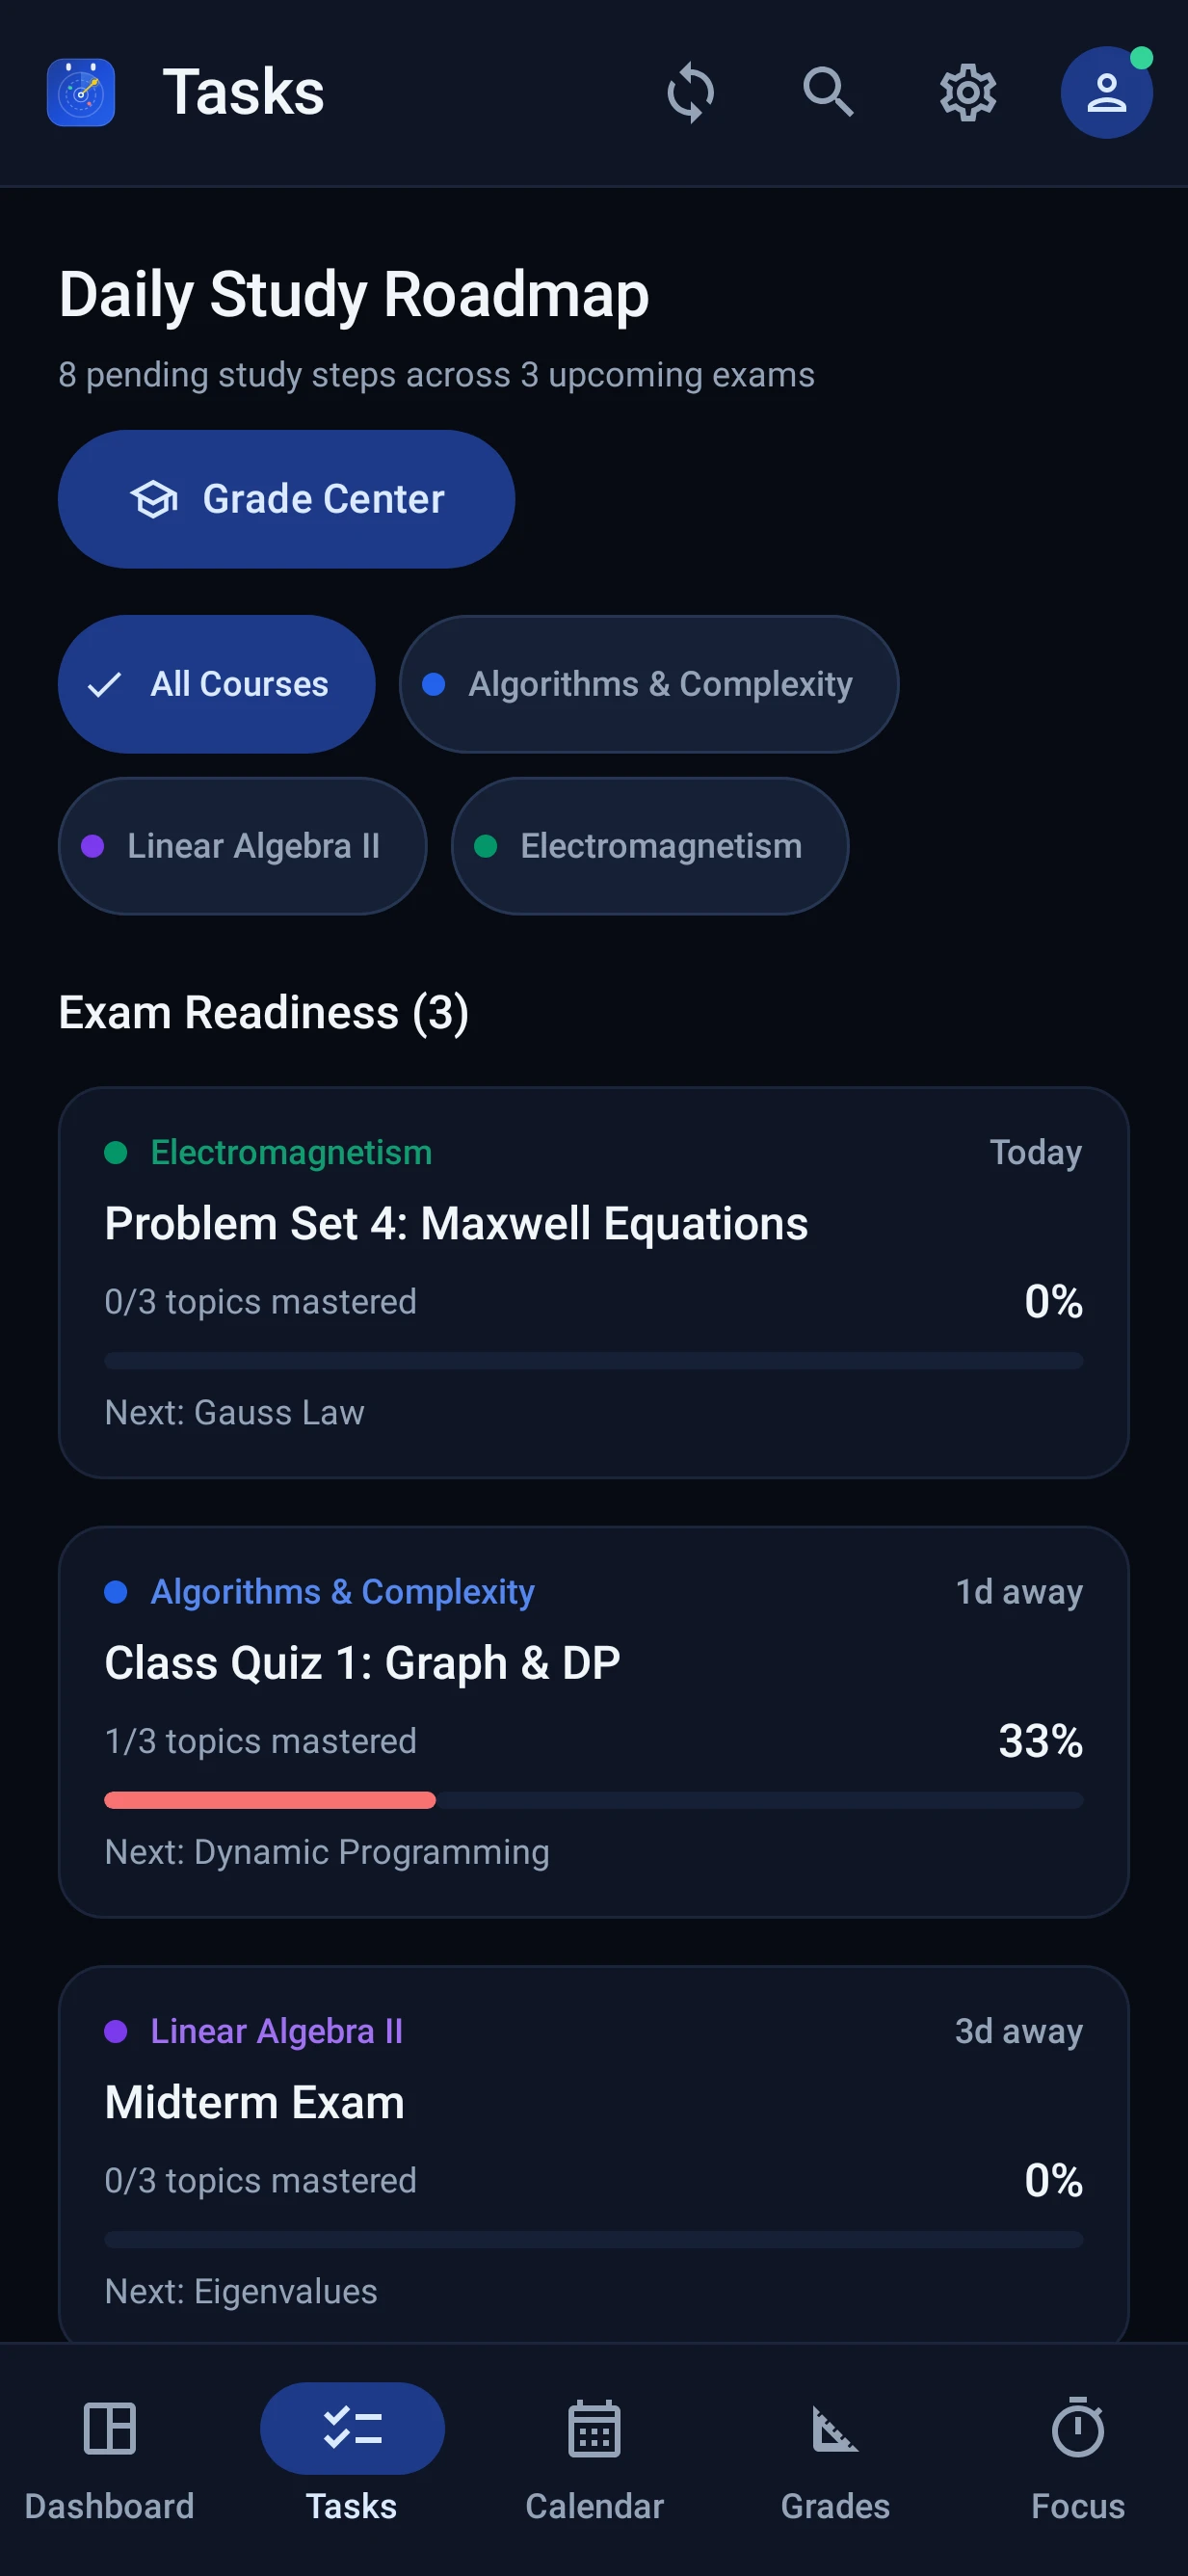 Tasks
Daily Study Roadmap
8 pending study steps across 3 upcoming exams
Grade Center
All Courses
Algorithms & Complexity
Linear Algebra II
Electromagnetism
Exam Readiness (3)
Electromagnetism
Today
Problem Set 4: Maxwell Equations
0/3 topics mastered
0%
Next: Gauss Law
Algorithms & Complexity
1d away
Class Quiz 1: Graph & DP
1/3 topics mastered
33%
Next: Dynamic Programming
Linear Algebra II
3d away
Midterm Exam
0/3 topics mastered
0%
Next: Eigenvalues
Dashboard
Tasks
Calendar
Grades
Focus